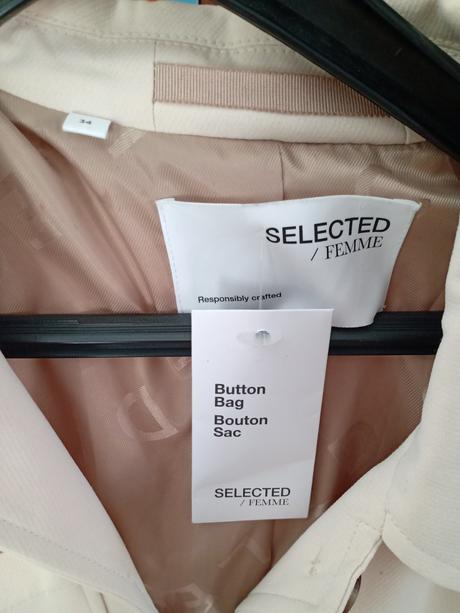 34
SELECTED
/ FEMME
Responsibly crafted
Button
Bag
Bouton
Sac
SELECTED
/ FEMME